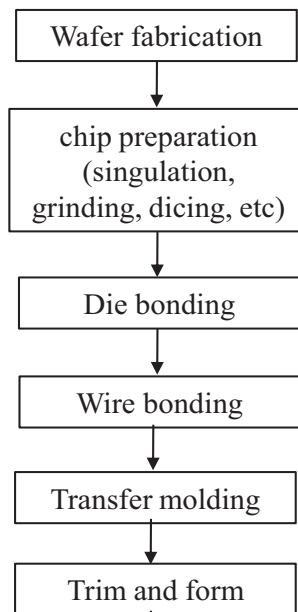 Wafer fabrication
chip preparation
(singulation,
grinding, dicing, etc)
Die bonding
Wire bonding
Transfer molding
Trim and form